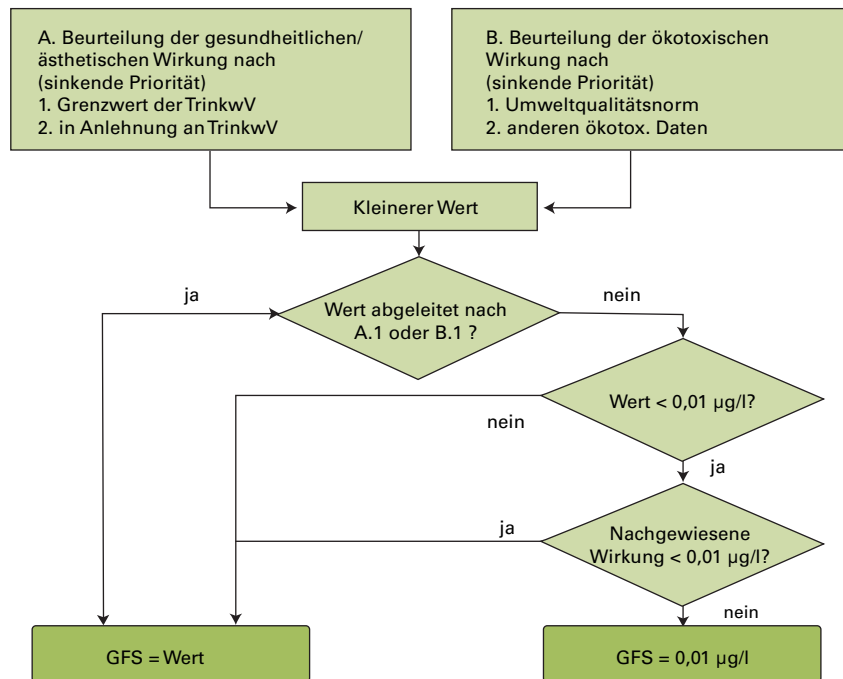 A. Beurteilung der gesundheitlichen/
ästhetischen Wirkung nach
(sinkende Priorität)
1. Grenzwert der TrinkwV
2. in Anlehnung an TrinkwV
B. Beurteilung der ökotoxischen
Wirkung nach
(sinkende Priorität)
1. Umweltqualitätsnorm
2. anderen ökotox. Daten
Kleinerer Wert
ja
nein
Wert abgeleitet nach
A.1 oder B.1 ?
Wert < 0,01 µg/l?
nein
ja
ja
Nachgewiesene
Wirkung < 0,01 µg/l?
nein
GFS = Wert
GFS = 0,01 µg/l